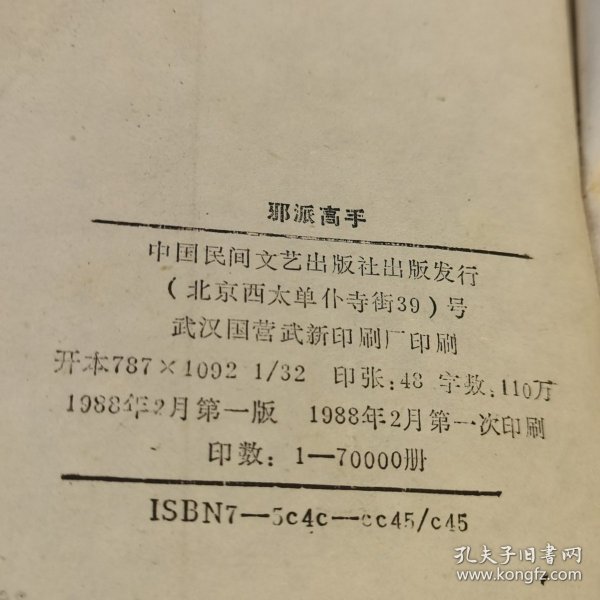 邪派高手
中国民间文艺出版社出版发行
(北京西太单仆寺街39)号
武汉国营武新印刷厂印刷
开本787×1092 1/32 印张:48 字数:110万
1988年2月第一版 1988年2月第一次印刷
印数:1—70000册
ISBN7—5c4c—cc45/c45
孔夫子旧书网
www.kongfz.com